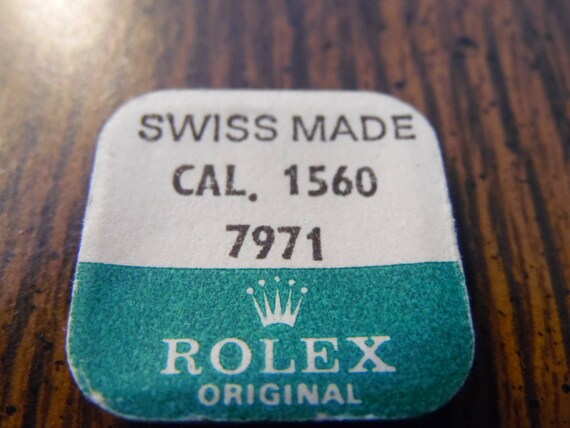 SWISS MADE
CAL. 1560
7971
ROLEX
ORIGINAL